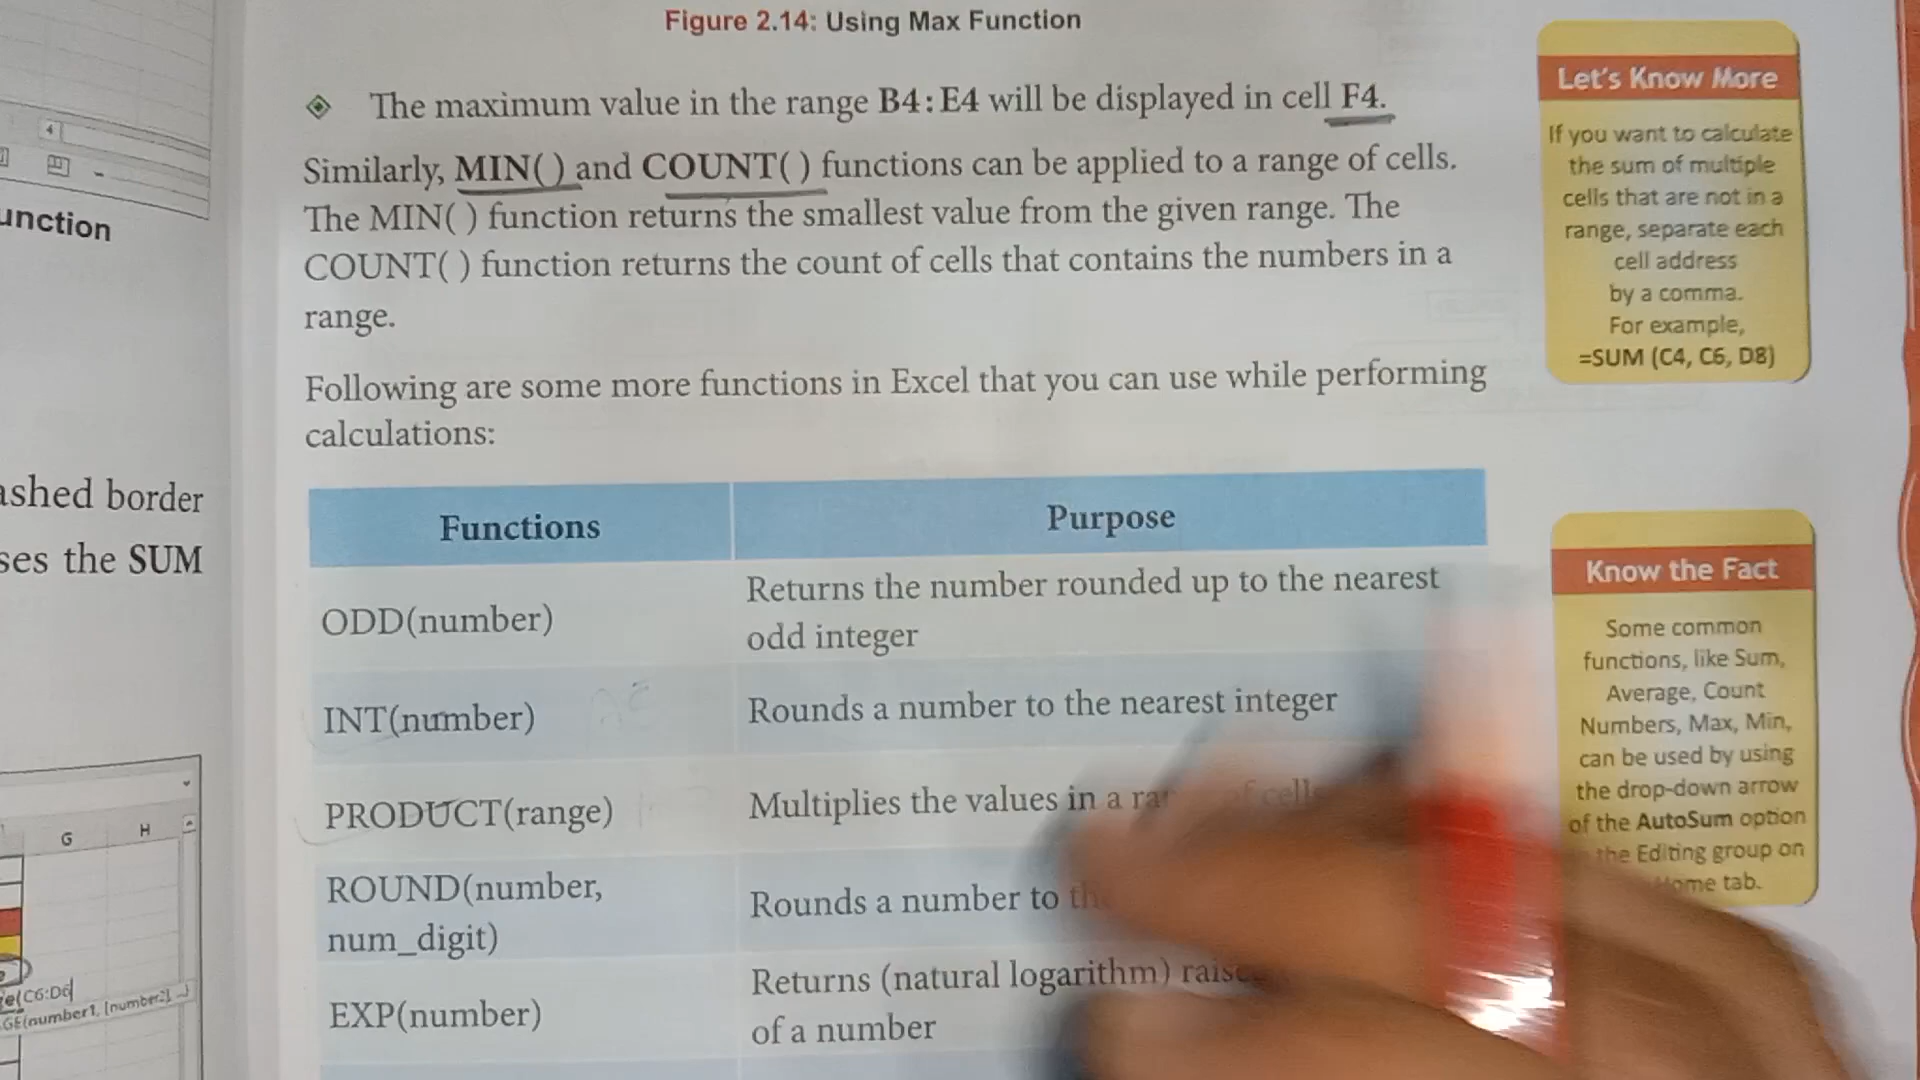 Figure 2.14: Using Max Function
The maximum value in the range B4:E4 will be displayed in cell F4.
Similarly, MIN( ) and COUNT( ) functions can be applied to a range of cells.
The MIN( ) function returns the smallest value from the given range. The
COUNT( ) function returns the count of cells that contains the numbers in a
range.
Following are some more functions in Excel that you can use while performing
calculations:
Functions
Purpose
ODD(number)
Returns the number rounded up to the nearest
odd integer
INT(number)
Rounds a number to the nearest integer
PRODUCT(range)
Multiplies the values in a of cells
ROUND(number,
num_digit)
Rounds a number to
EXP(number)
Returns (natural logarithm)
of a number
Let's Know More
If you want to calculate
the sum of multiple
cells that are not in a
range, separate each
cell address
by a comma.
For example,
=SUM (C4, C6, D8)
Know the Fact
Some common
functions, like Sum,
Average, Count
Numbers, Max, Min,
can be used by using
the drop-down arrow
of the AutoSum option
the Editing group on
tab.
unction
ashed border
ses the SUM
G H
e(C6:D6
GE(number1, [number2], ...)